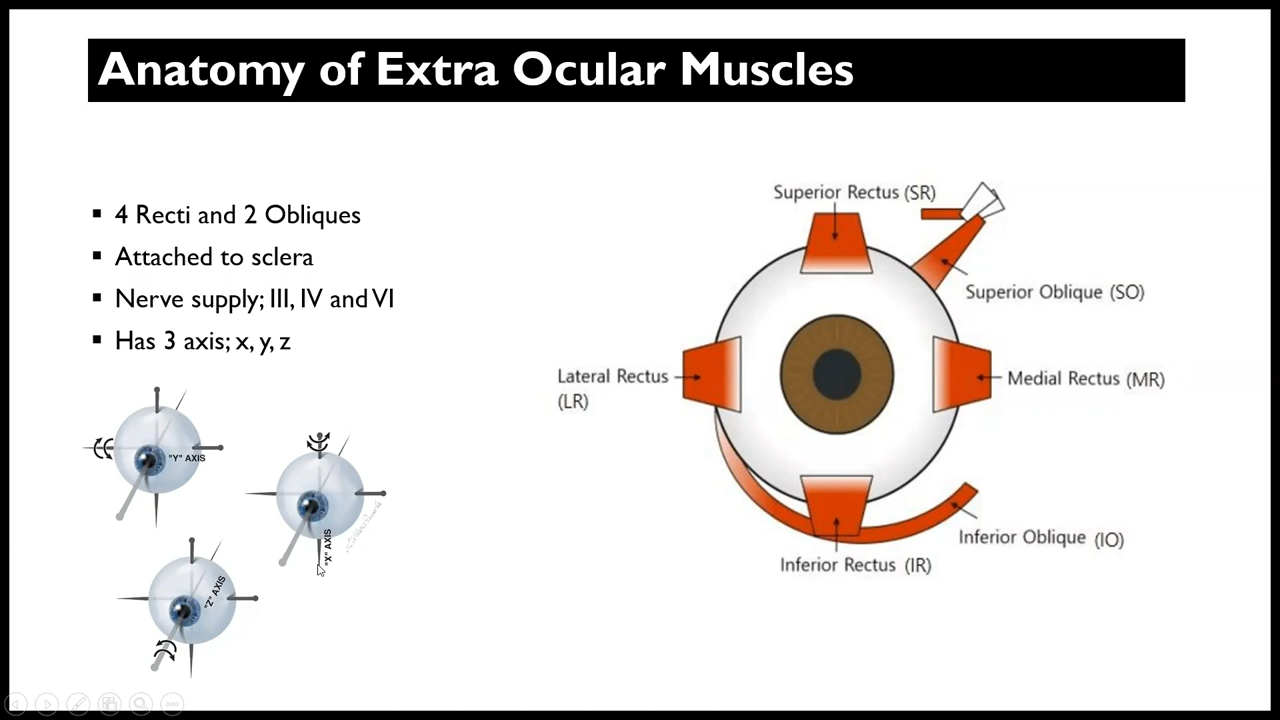 Anatomy of Extra Ocular Muscles
▪ 4 Recti and 2 Obliques
▪ Attached to sclera
▪ Nerve supply; III, IV and VI
▪ Has 3 axis; x, y, z
"Y" AXIS
"X" AXIS
"Z" AXIS
Superior Rectus (SR)
Superior Oblique (SO)
Lateral Rectus
(LR)
Medial Rectus (MR)
Inferior Oblique (IO)
Inferior Rectus (IR)